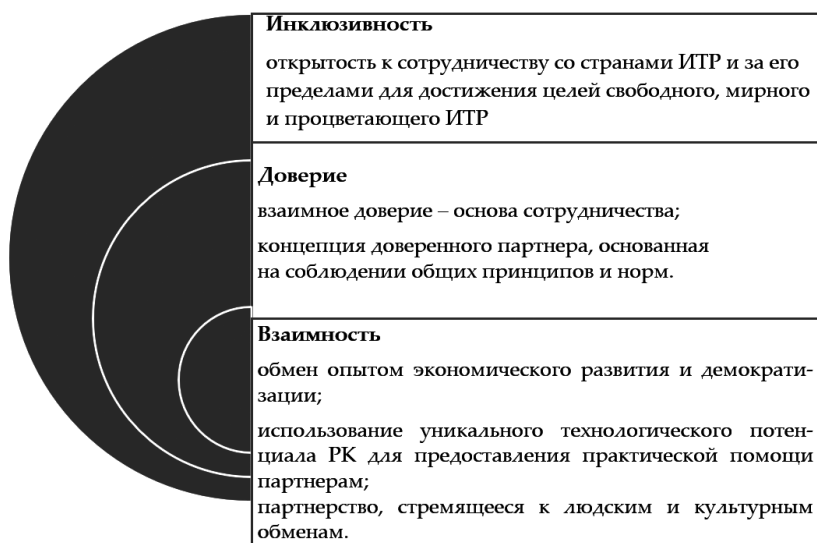 Инклюзивность
открытость к сотрудничеству со странами ИТР и за его
пределами для достижения целей свободного, мирного
и процветающего ИТР
Доверие
взаимное доверие – основа сотрудничества;
концепция доверенного партнера, основанная
на соблюдении общих принципов и норм.
Взаимность
обмен опытом экономического развития и демократи-
зации;
использование уникального технологического потен-
циала РК для предоставления практической помощи
партнерам;
партнерство, стремящееся к людским и культурным
обменам.